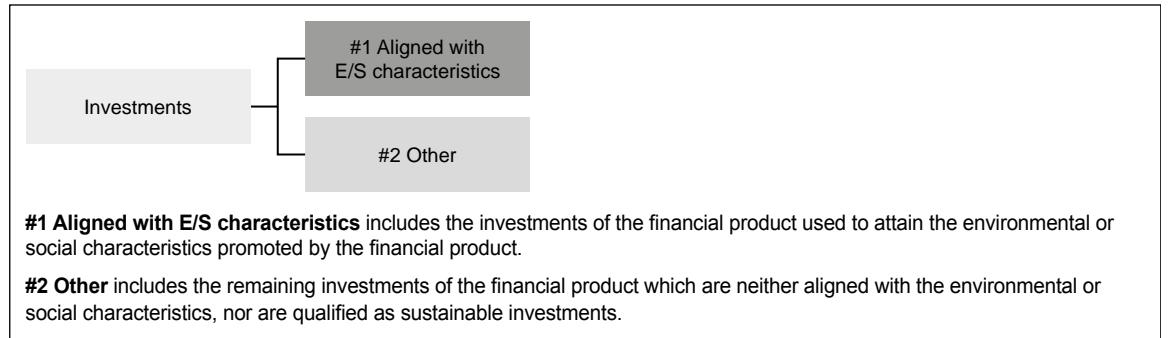 #1 Aligned with
E/S characteristics
Investments
#2 Other
#1 Aligned with E/S characteristics includes the investments of the financial product used to attain the environmental or
social characteristics promoted by the financial product.
#2 Other includes the remaining investments of the financial product which are neither aligned with the environmental or
social characteristics, nor are qualified as sustainable investments.